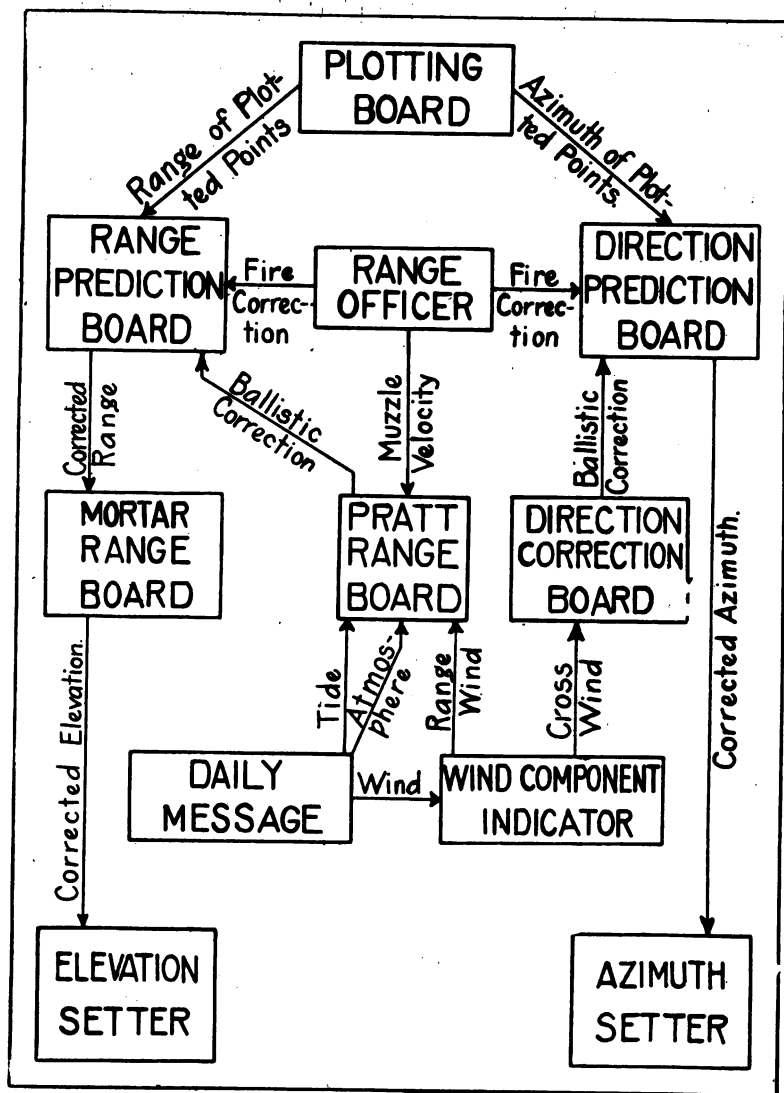 PLOTTING
BOARD
Range of Plot-
ted Points
Azimuth of Plot-
ted Points.
RANGE
PREDICTION
BOARD
Fire
Correc-
tion
RANGE
OFFICER
Fire
Correc-
tion
DIRECTION
PREDICTION
BOARD
Corrected
Range
Ballistic
Correction
Muzzle
Velocity
Ballistic
Correction
MORTAR
RANGE
BOARD
PRATT
RANGE
BOARD
DIRECTION
CORRECTION
BOARD
Corrected Azimuth.
Corrected Elevation.
Tide
Atmos-
phere
Range
Wind
Cross
Wind
DAILY
MESSAGE
Wind
WIND COMPONENT
INDICATOR
ELEVATION
SETTER
AZIMUTH
SETTER